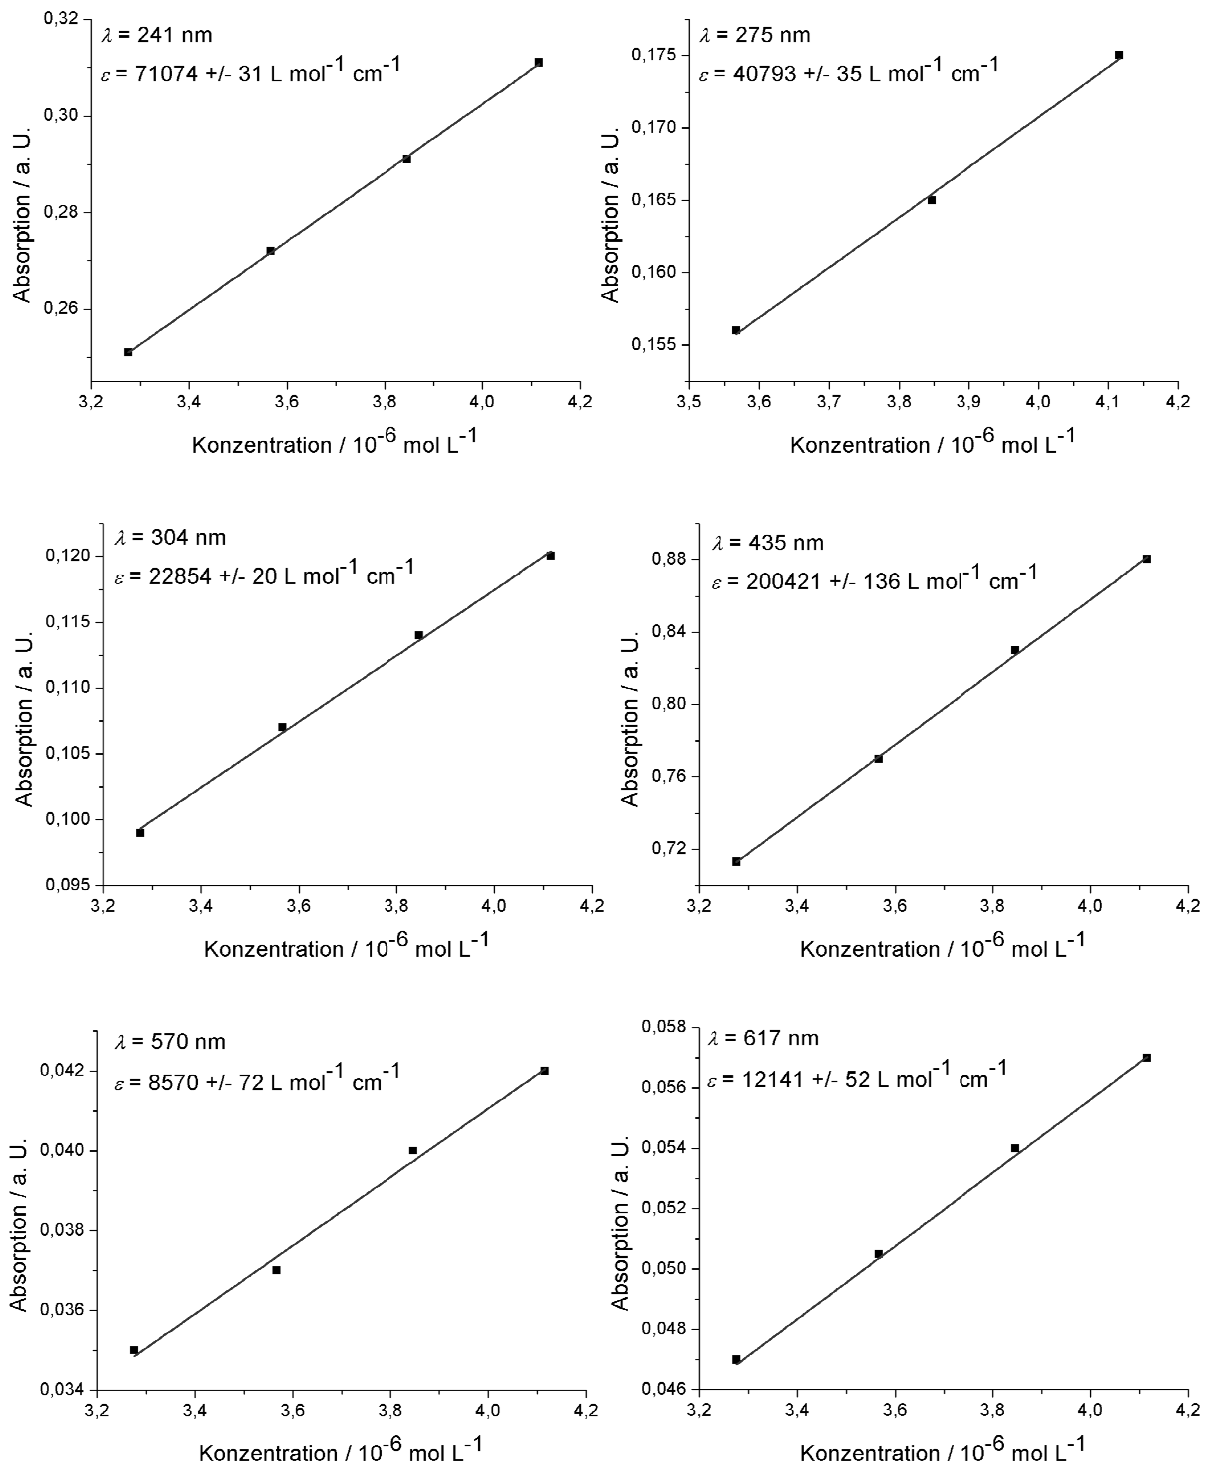 λ = 241 nm
ε = 71074 +/- 31 L mol⁻¹ cm⁻¹
0,32
0,30
0,28
0,26
Absorption / a. U.
3,2 3,4 3,6 3,8 4,0 4,2
Konzentration / 10⁻⁶ mol L⁻¹
λ = 275 nm
ε = 40793 +/- 35 L mol⁻¹ cm⁻¹
0,175
0,170
0,165
0,160
0,155
Absorption / a. U.
3,5 3,6 3,7 3,8 3,9 4,0 4,1 4,2
Konzentration / 10⁻⁶ mol L⁻¹
λ = 304 nm
ε = 22854 +/- 20 L mol⁻¹ cm⁻¹
0,120
0,115
0,110
0,105
0,100
0,095
Absorption / a. U.
3,2 3,4 3,6 3,8 4,0 4,2
Konzentration / 10⁻⁶ mol L⁻¹
λ = 435 nm
ε = 200421 +/- 136 L mol⁻¹ cm⁻¹
0,88
0,84
0,80
0,76
0,72
Absorption / a. U.
3,2 3,4 3,6 3,8 4,0 4,2
Konzentration / 10⁻⁶ mol L⁻¹
λ = 570 nm
ε = 8570 +/- 72 L mol⁻¹ cm⁻¹
0,042
0,040
0,038
0,036
0,034
Absorption / a. U.
3,2 3,4 3,6 3,8 4,0 4,2
Konzentration / 10⁻⁶ mol L⁻¹
λ = 617 nm
ε = 12141 +/- 52 L mol⁻¹ cm⁻¹
0,058
0,056
0,054
0,052
0,050
0,048
0,046
Absorption / a. U.
3,2 3,4 3,6 3,8 4,0 4,2
Konzentration / 10⁻⁶ mol L⁻¹